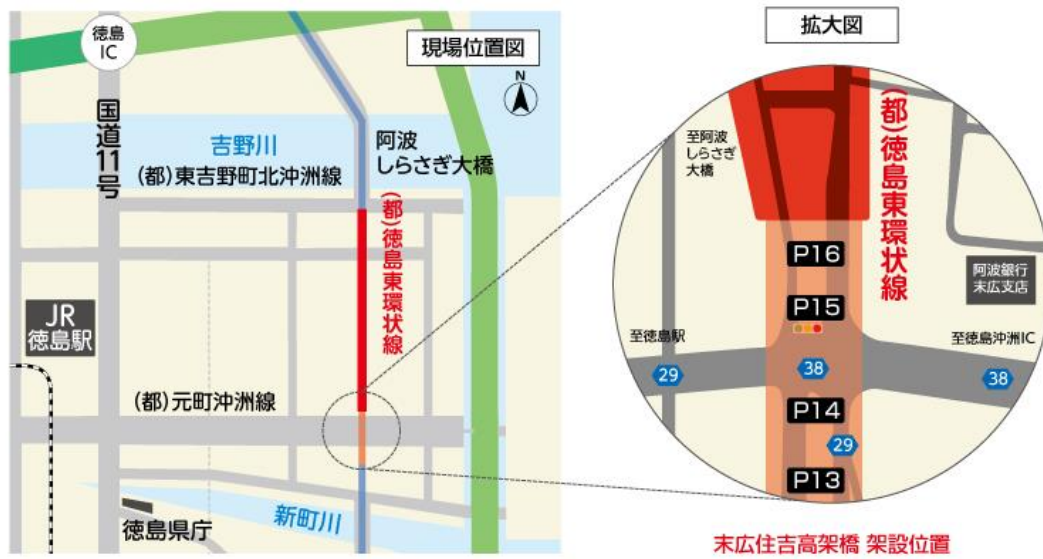 徳島
IC
現場位置図
N
国道11号
吉野川
(都)東吉野町北沖洲線
阿波
しらさぎ大橋
(都)徳島東環状線
JR
徳島駅
(都)元町沖洲線
徳島県庁
新町川
拡大図
至阿波
しらさぎ
大橋
(都)徳島東環状線
P16
阿波銀行
末広支店
P15
至徳島駅
至徳島沖洲IC
29
38
38
P14
29
P13
末広住吉高架橋 架設位置